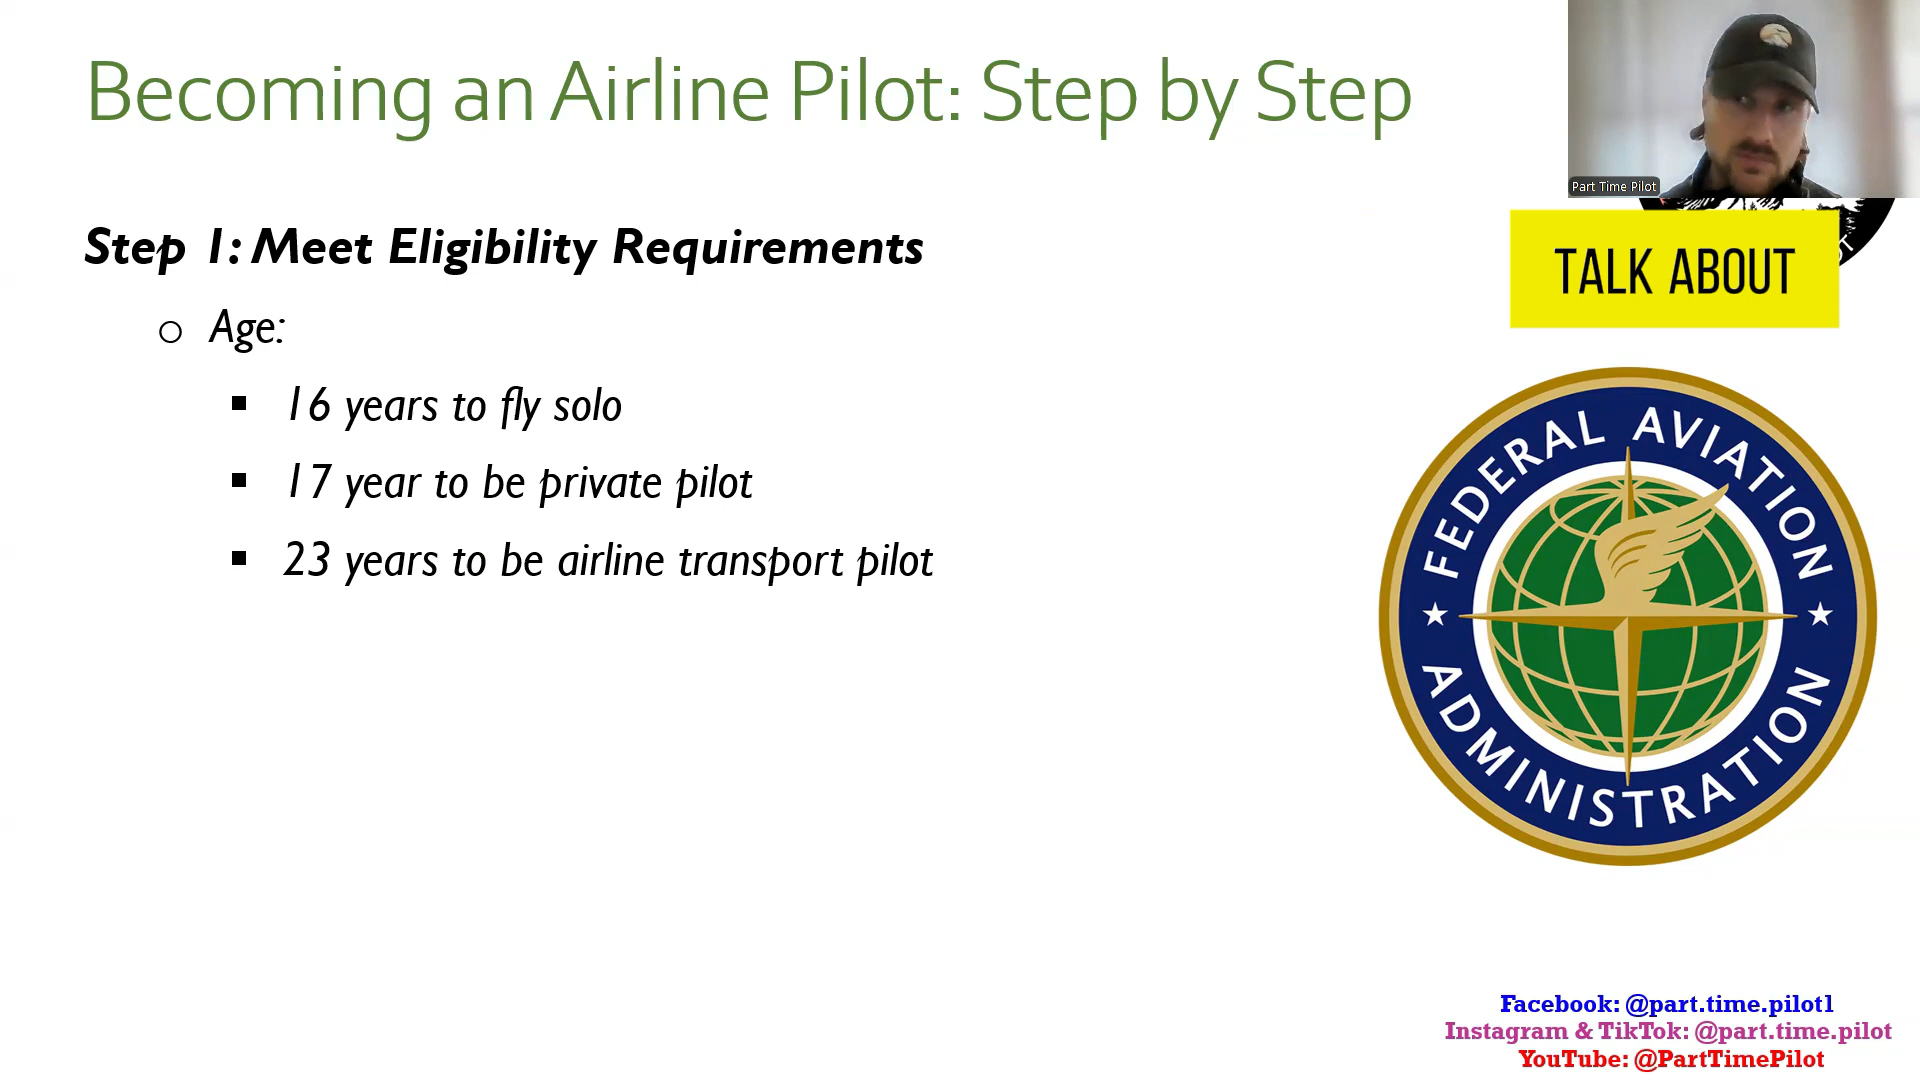 Becoming an Airline Pilot: Step by Step
Part Time Pilot
Step 1: Meet Eligibility Requirements
TALK ABOUT
Age:
16 years to fly solo
17 year to be private pilot
23 years to be airline transport pilot
FEDERAL AVIATION
ADMINISTRATION
Facebook: @part.time.pilot1
Instagram & TikTok: @part.time.pilot
YouTube: @PartTimePilot